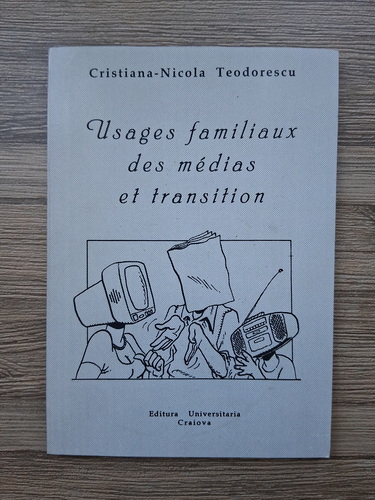 Cristiana-Nicola Teodorescu
Usages familiaux
des médias
et transition
Editura Universitaria
Craiova